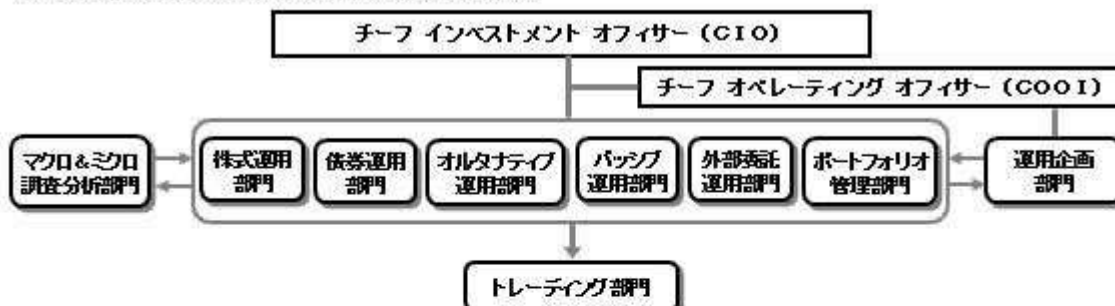 チーフ インベストメント オフィサー (CIO)
チーフ オペレーティング オフィサー (COOI)
マクロ&ミクロ
調査分析部門
株式運用
部門
債券運用
部門
オルタナティブ
運用部門
パッシブ
運用部門
外部委託
運用部門
ポートフォリオ
管理部門
運用企画
部門
トレーディング部門